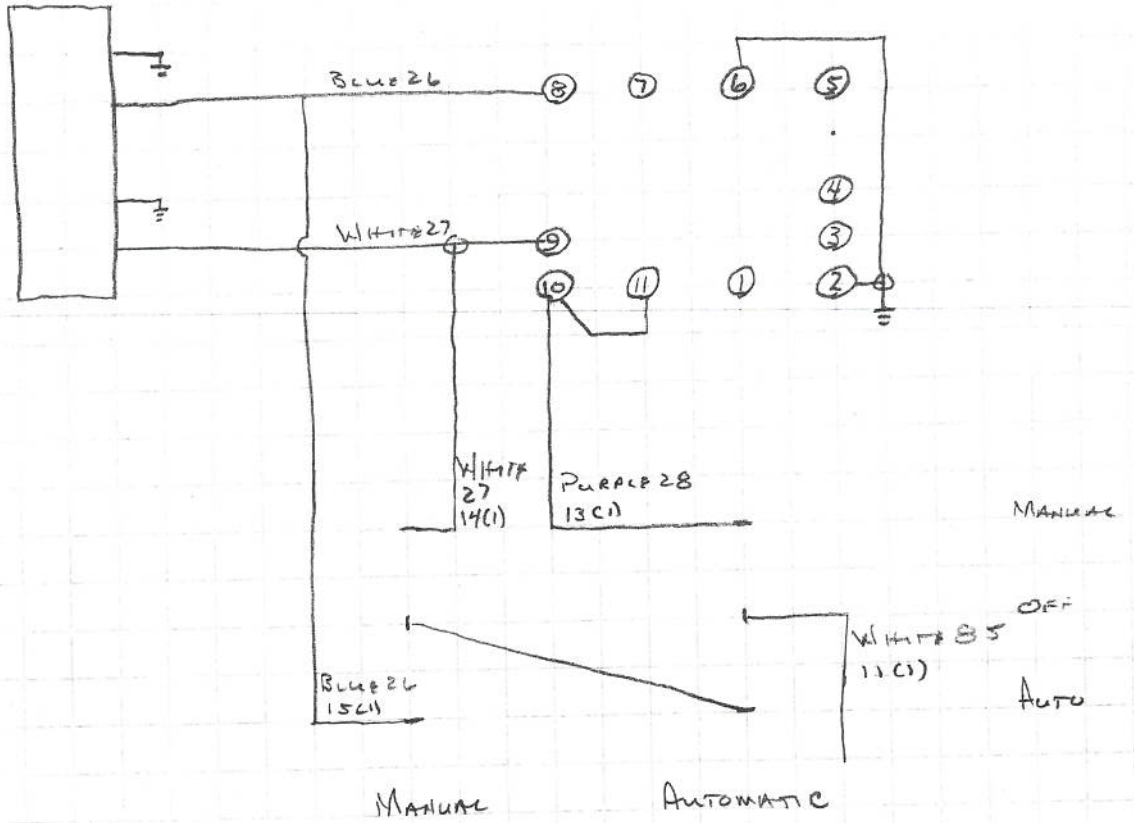 BLUE 26
8 7 6 5
4
WHITE 27
9
3
10 11 1 2
WHITE
27
14(1)
PURPLE 28
13(1)
MANUAL
OFF
WHITE 85
11(1)
BLUE 26
15(1)
AUTO
MANUAL AUTOMATIC